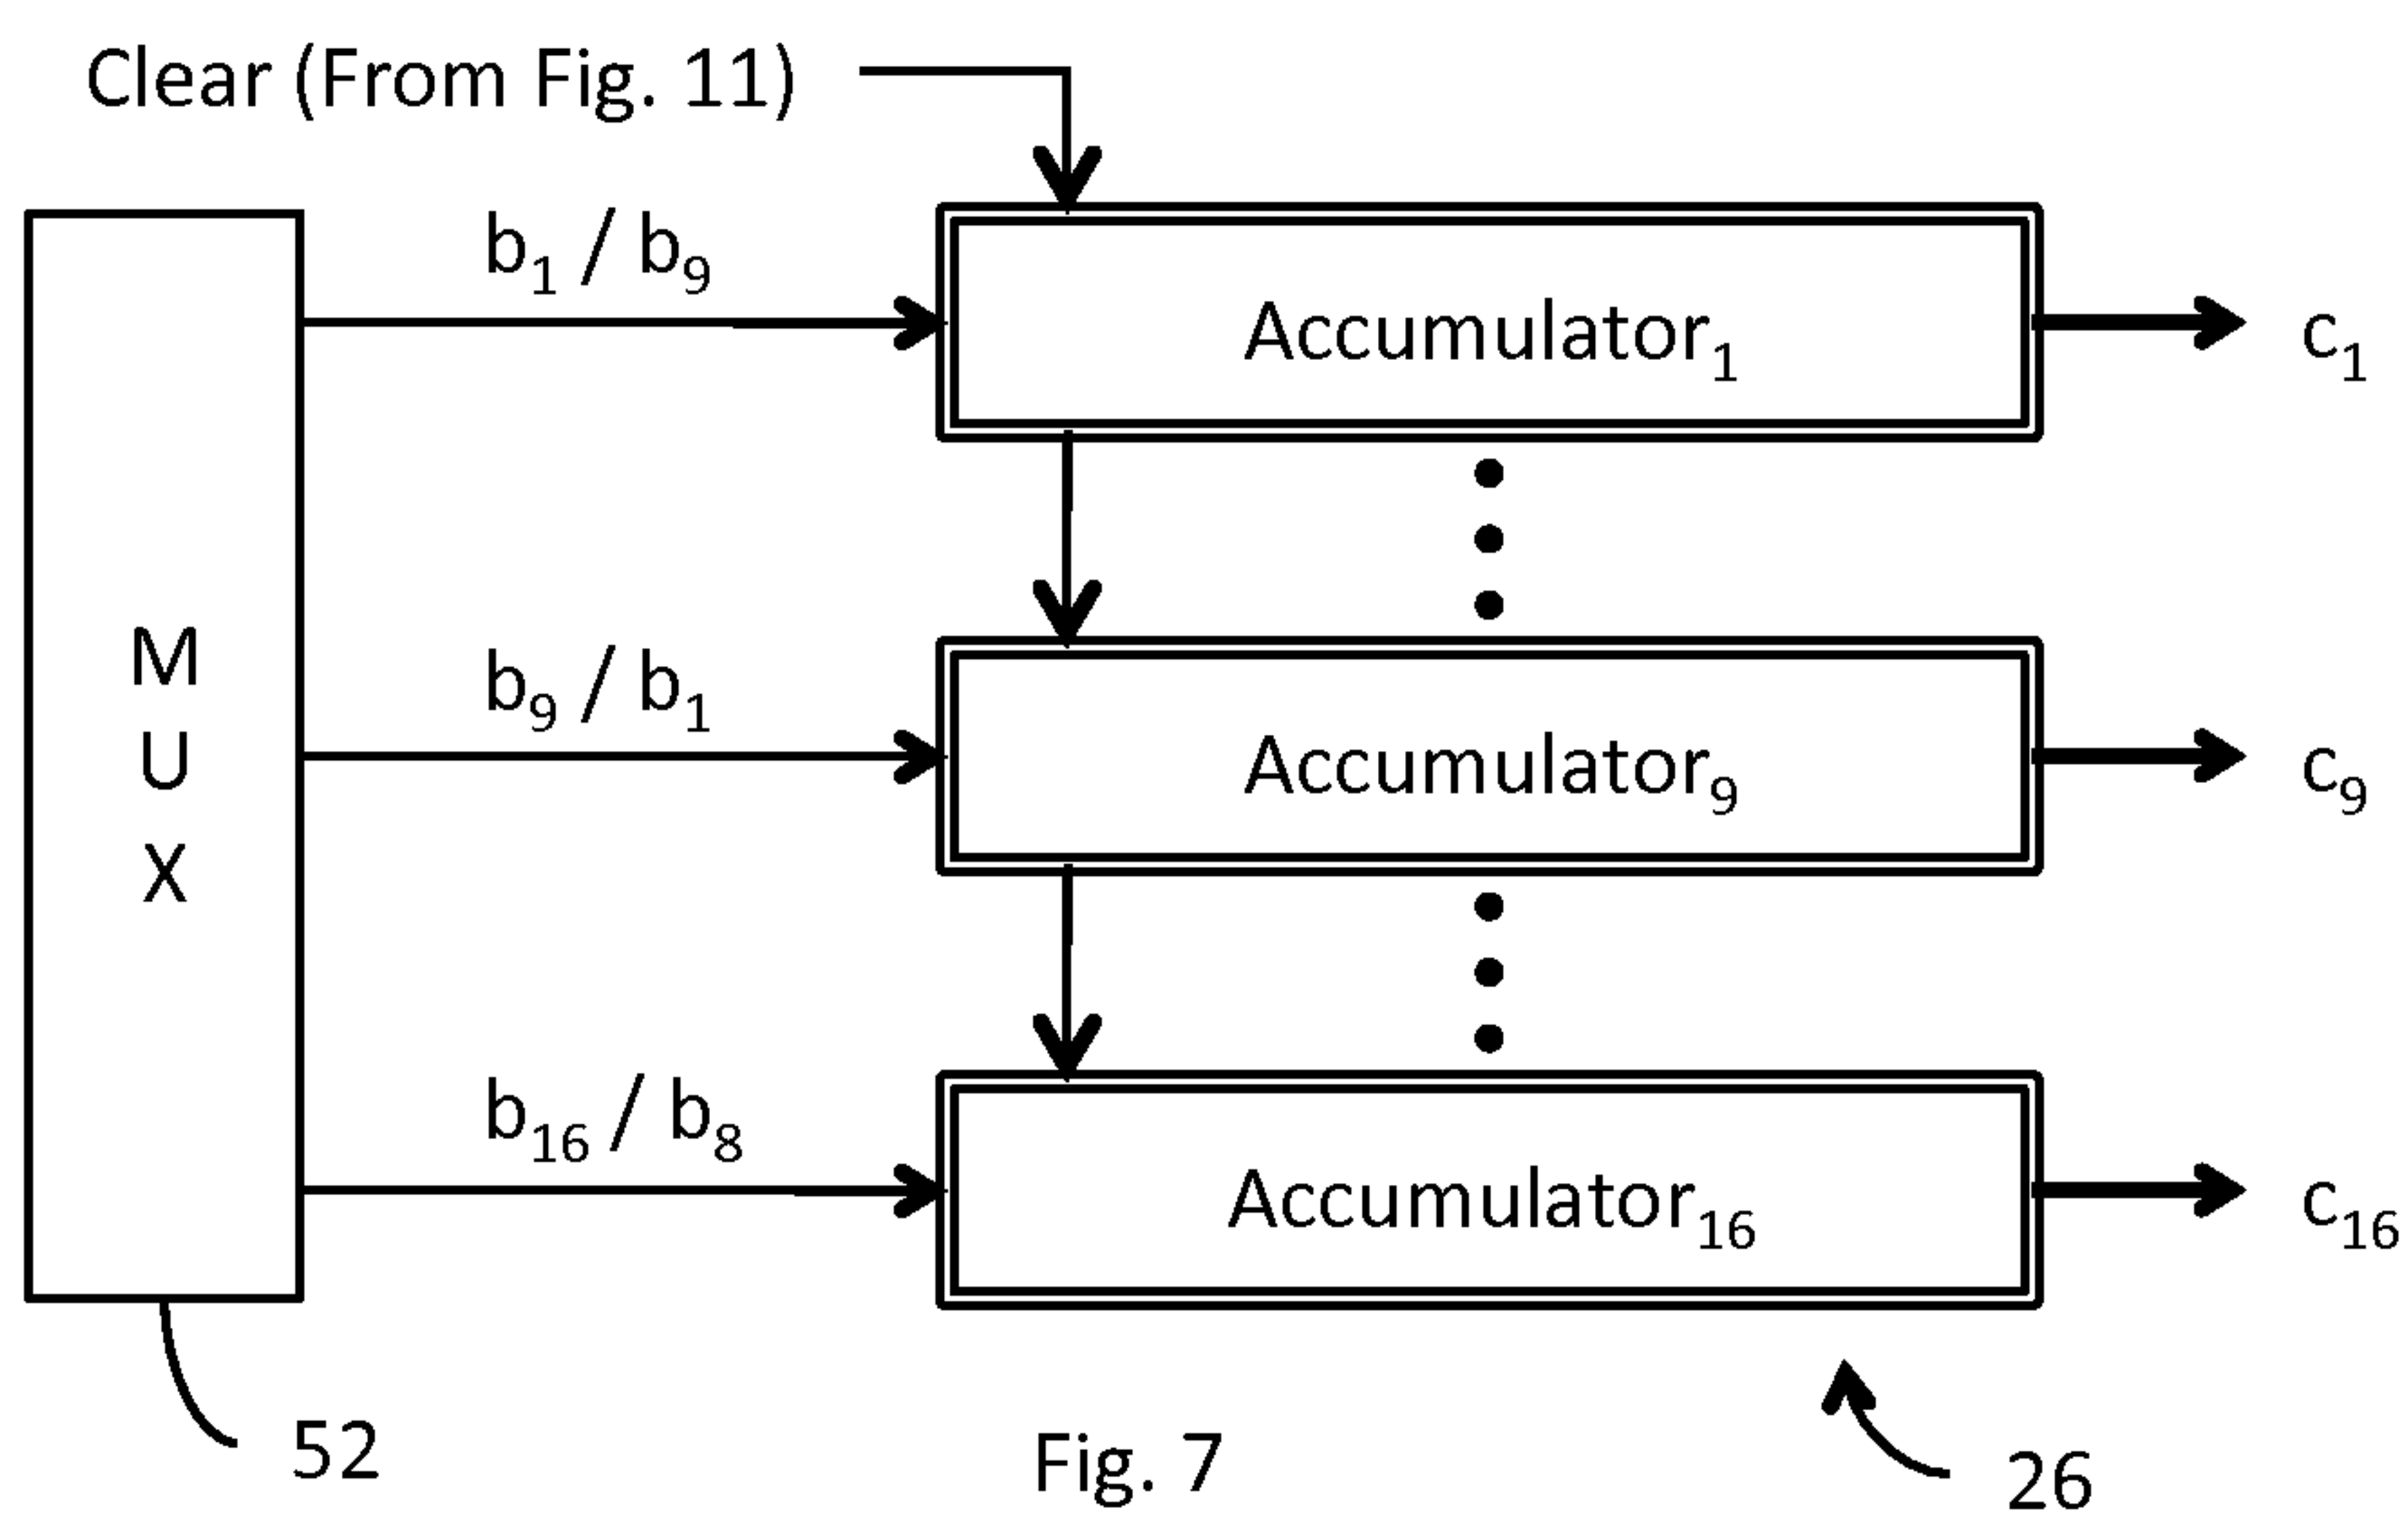 Clear (From Fig. 11)
b₁ / b₉
Accumulator₁
c₁
MUX
b₉ / b₁
Accumulator₉
c₉
b₁₆ / b₈
Accumulator₁₆
c₁₆
52
Fig. 7
26